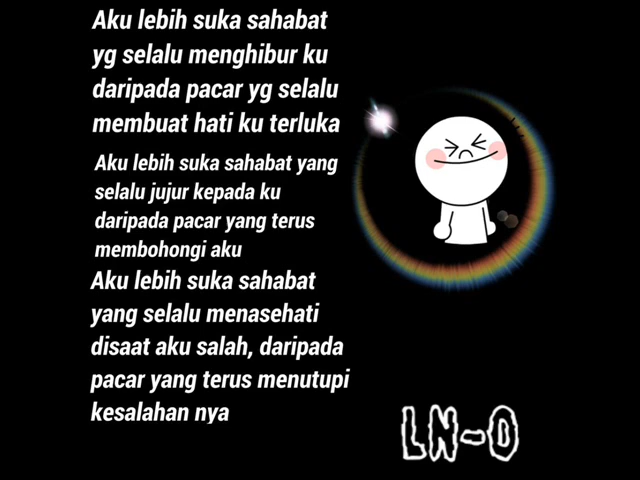 Aku lebih suka sahabat
yg selalu menghibur ku
daripada pacar yg selalu
membuat hati ku terluka
Aku lebih suka sahabat yang
selalu jujur kepada ku
daripada pacar yang terus
membohongi aku
Aku lebih suka sahabat
yang selalu menasehati
disaat aku salah, daripada
pacar yang terus menutupi
kesalahan nya
LN-O